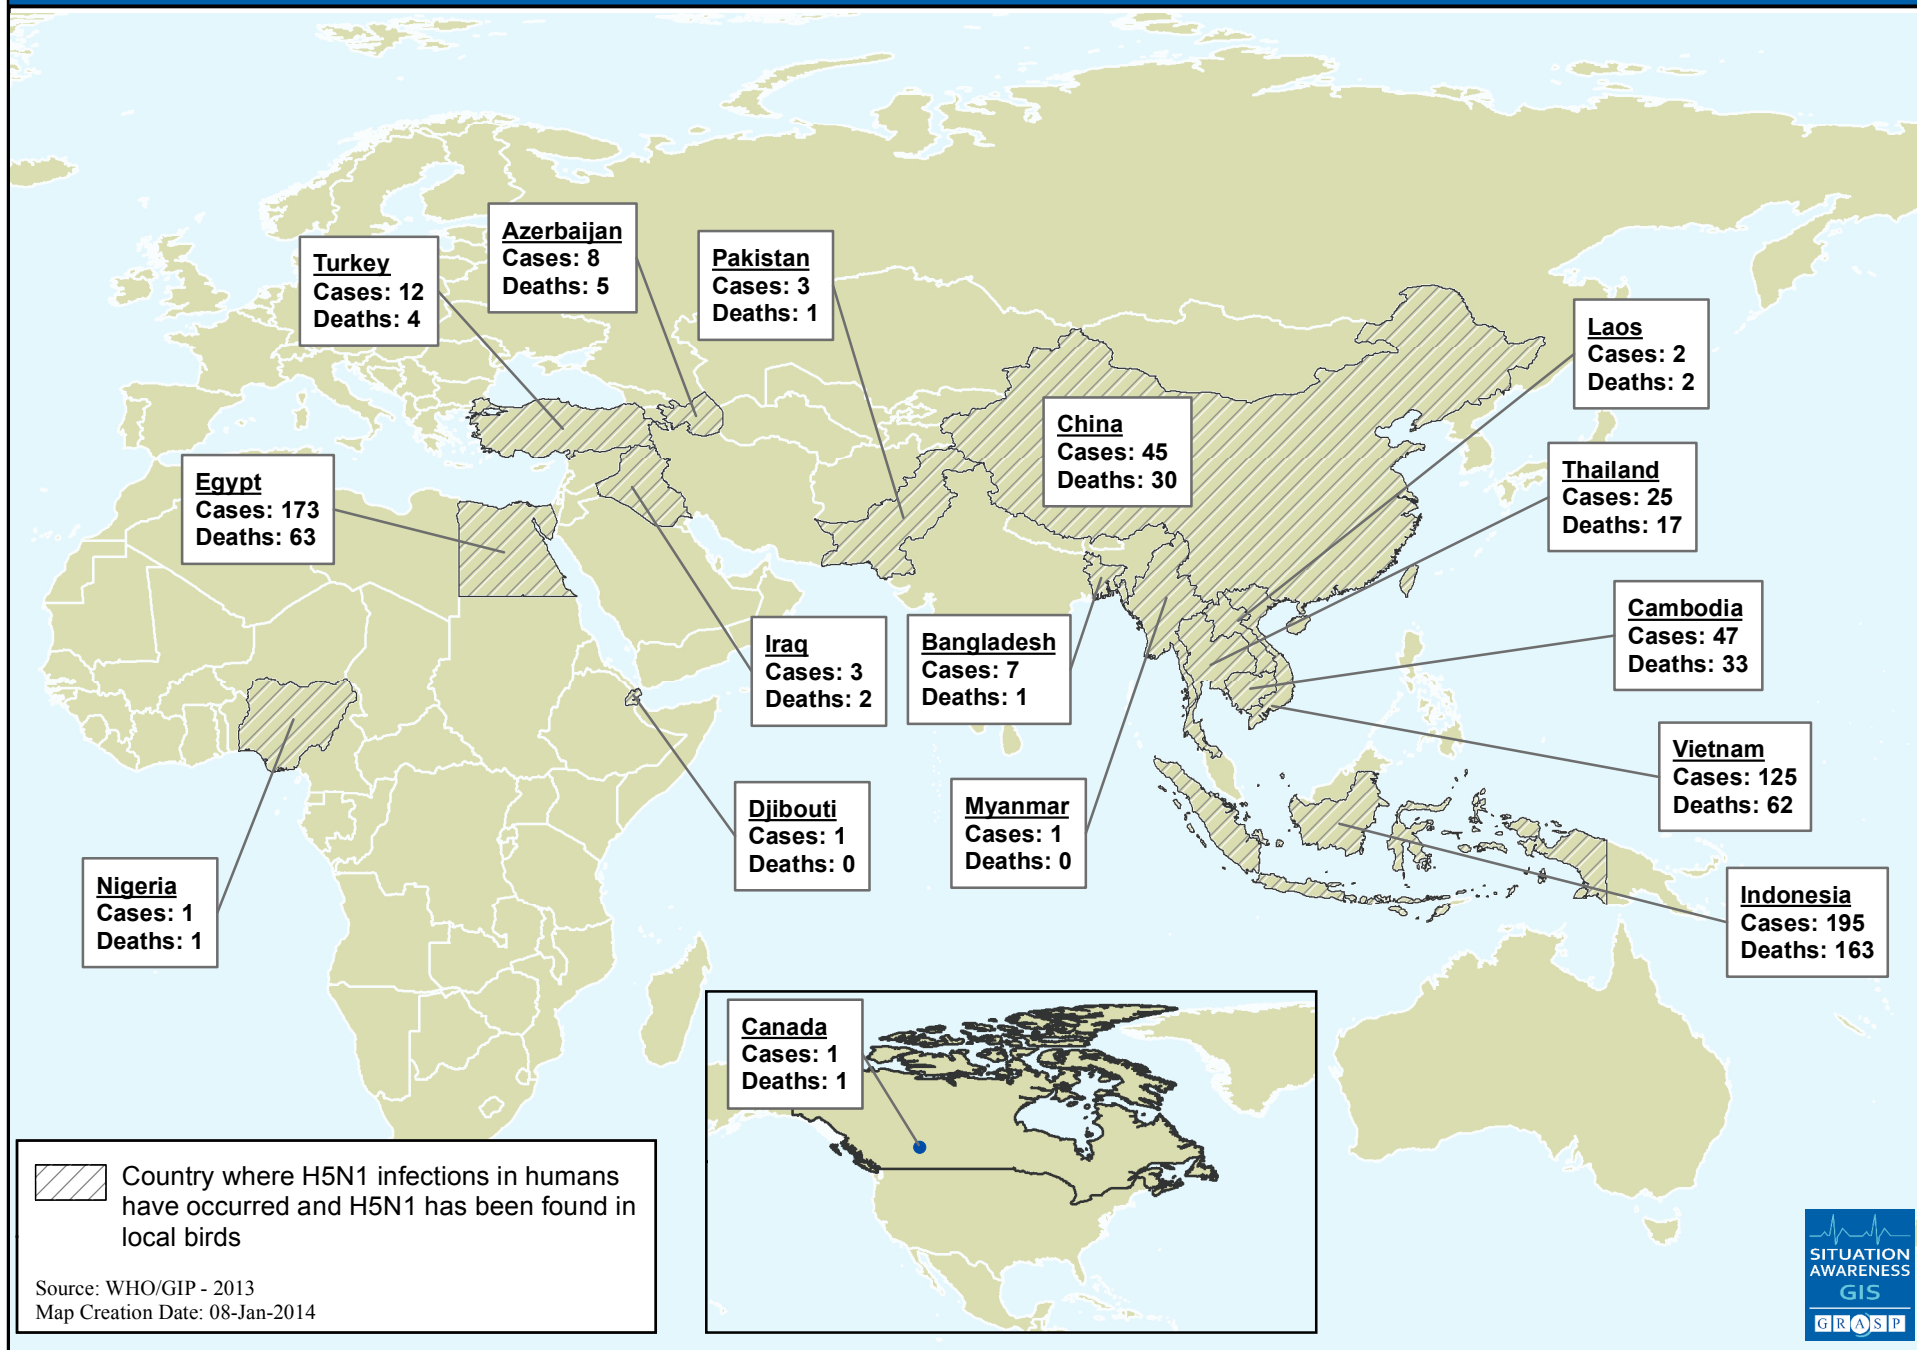 Azerbaijan
Cases: 8
Deaths: 5
Turkey
Cases: 12
Deaths: 4
Pakistan
Cases: 3
Deaths: 1
Laos
Cases: 2
Deaths: 2
China
Cases: 45
Deaths: 30
Thailand
Cases: 25
Deaths: 17
Egypt
Cases: 173
Deaths: 63
Cambodia
Cases: 47
Deaths: 33
Iraq
Cases: 3
Deaths: 2
Bangladesh
Cases: 7
Deaths: 1
Vietnam
Cases: 125
Deaths: 62
Djibouti
Cases: 1
Deaths: 0
Myanmar
Cases: 1
Deaths: 0
Nigeria
Cases: 1
Deaths: 1
Indonesia
Cases: 195
Deaths: 163
Canada
Cases: 1
Deaths: 1
Country where H5N1 infections in humans
have occurred and H5N1 has been found in
local birds
Source: WHO/GIP - 2013
Map Creation Date: 08-Jan-2014
SITUATION
AWARENESS
GIS
GRASP